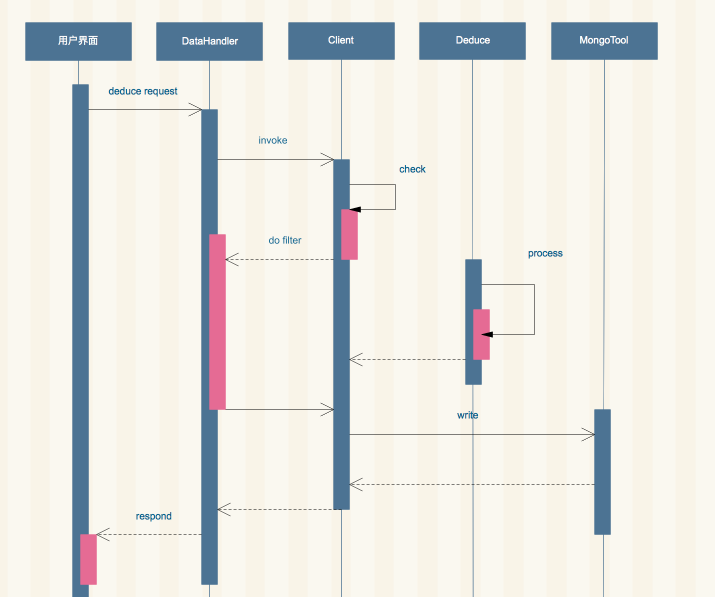 用户界面
DataHandler
Client
Deduce
MongoTool
deduce request
invoke
check
do filter
process
write
respond